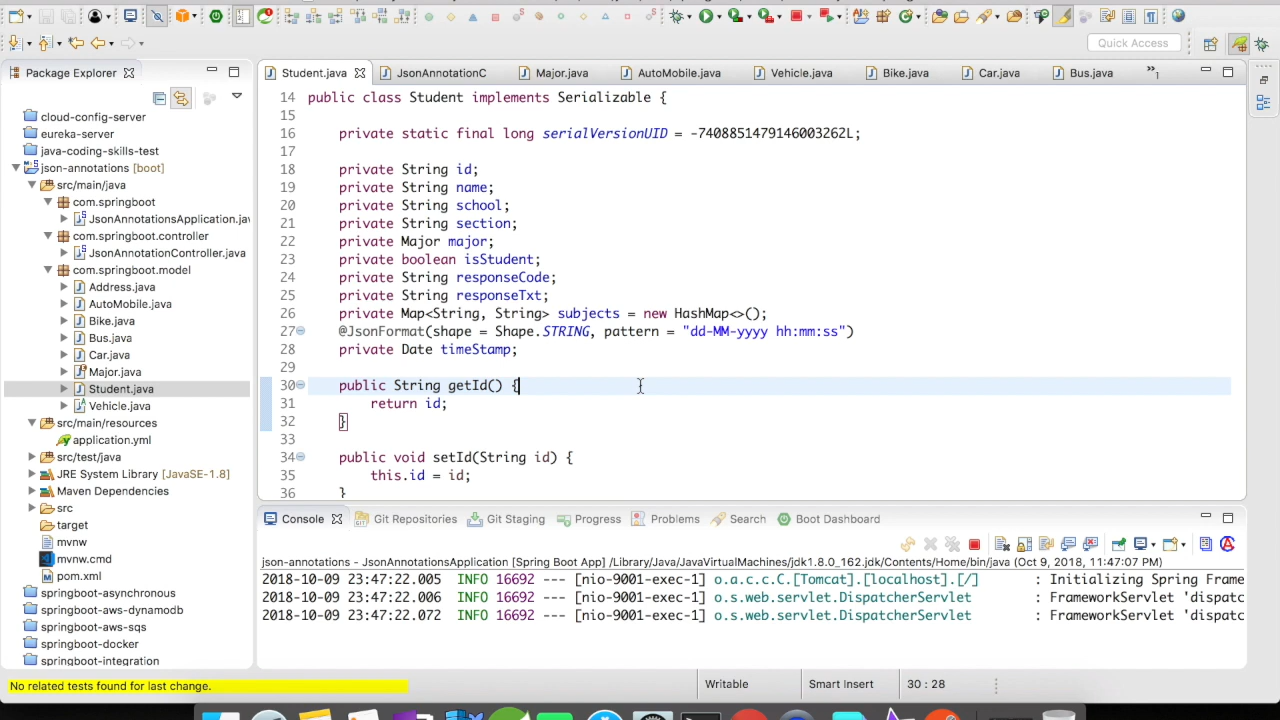 Quick Access
Package Explorer
Student.java
JsonAnnotationC
Major.java
AutoMobile.java
Vehicle.java
Bike.java
Car.java
Bus.java
»1
cloud-config-server
eureka-server
java-coding-skills-test
json-annotations [boot]
src/main/java
com.springboot
JsonAnnotationsApplication.jav
com.springboot.controller
JsonAnnotationController.java
com.springboot.model
Address.java
AutoMobile.java
Bike.java
Bus.java
Car.java
Major.java
Student.java
Vehicle.java
src/main/resources
application.yml
src/test/java
JRE System Library [JavaSE-1.8]
Maven Dependencies
src
target
mvnw
mvnw.cmd
pom.xml
springboot-asynchronous
springboot-aws-dynamodb
springboot-aws-sqs
springboot-docker
springboot-integration
14 public class Student implements Serializable {
15
16 private static final long serialVersionUID = -7408851479146003262L;
17
18 private String id;
19 private String name;
20 private String school;
21 private String section;
22 private Major major;
23 private boolean isStudent;
24 private String responseCode;
25 private String responseTxt;
26 private Map<String, String> subjects = new HashMap<>();
27 @JsonFormat(shape = Shape.STRING, pattern = "dd-MM-yyyy hh:mm:ss")
28 private Date timeStamp;
29
30 public String getId() {
31 return id;
32 }
33
34 public void setId(String id) {
35 this.id = id;
36 }
Console
Git Repositories
Git Staging
Progress
Problems
Search
Boot Dashboard
json-annotations - JsonAnnotationsApplication [Spring Boot App] /Library/Java/JavaVirtualMachines/jdk1.8.0_162.jdk/Contents/Home/bin/java (Oct 9, 2018, 11:47:07 PM)
2018-10-09 23:47:22.005 INFO 16692 --- [nio-9001-exec-1] o.a.c.c.C.[Tomcat].[localhost].[/] : Initializing Spring Frame
2018-10-09 23:47:22.006 INFO 16692 --- [nio-9001-exec-1] o.s.web.servlet.DispatcherServlet : FrameworkServlet 'dispatc
2018-10-09 23:47:22.072 INFO 16692 --- [nio-9001-exec-1] o.s.web.servlet.DispatcherServlet : FrameworkServlet 'dispatc
No related tests found for last change.
Writable
Smart Insert
30 : 28